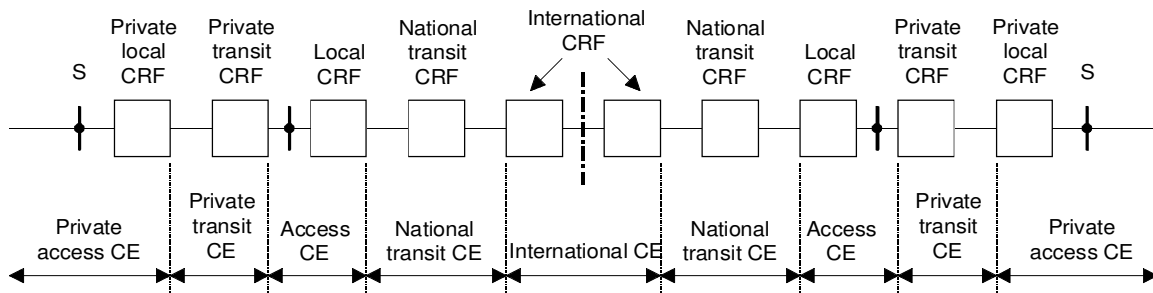 International
CRF
Private
local
CRF
Private
transit
CRF
Local
CRF
National
transit
CRF
National
transit
CRF
Local
CRF
Private
transit
CRF
Private
local
CRF
S
S
Private
access CE
Private
transit
CE
Access
CE
National
transit CE
International CE
National
transit CE
Access
CE
Private
transit
CE
Private
access CE